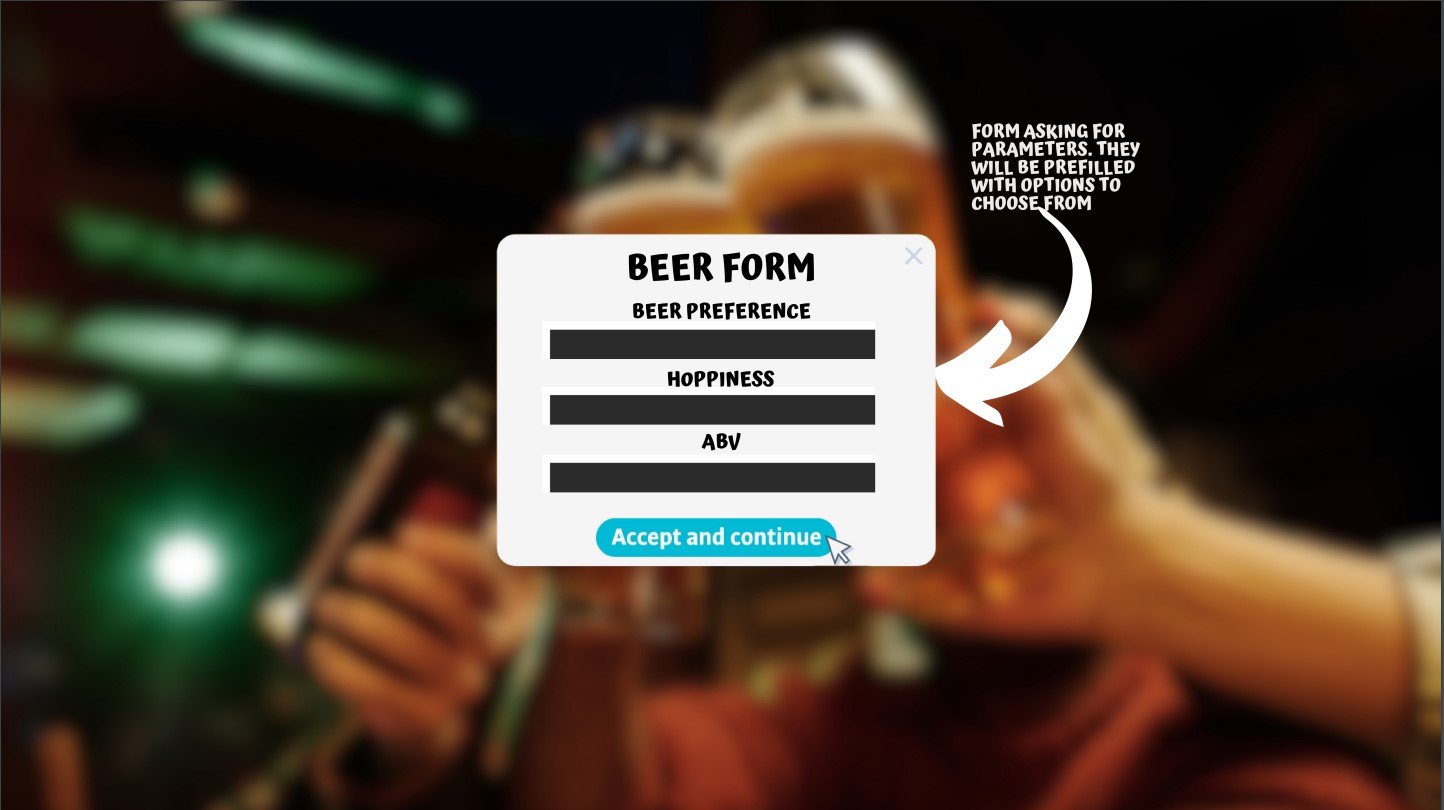 FORM ASKING FOR
PARAMETERS. THEY
WILL BE PREFILLED
WITH OPTIONS TO
CHOOSE FROM
BEER FORM
BEER PREFERENCE
HOPPINESS
ABV
Accept and continue